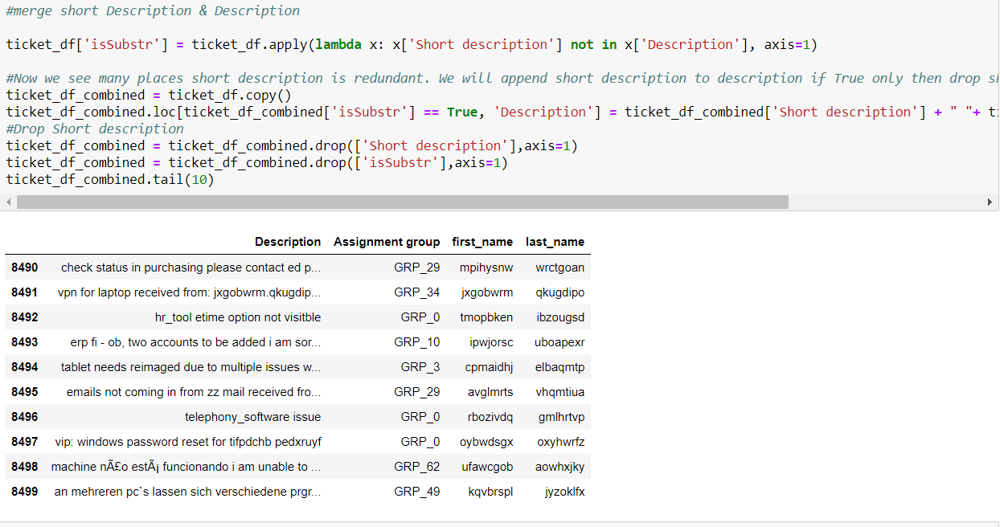 #merge short Description & Description
ticket_df['isSubstr'] = ticket_df.apply(lambda x: x['Short description'] not in x['Description'], axis=1)
#Now we see many places short description is redundant. We will append short description to description if True only then drop
ticket_df_combined = ticket_df.copy()
ticket_df_combined.loc[ticket_df_combined['isSubstr'] == True, 'Description'] = ticket_df_combined['Short description'] + " "+
#Drop Short description
ticket_df_combined = ticket_df_combined.drop(['Short description'],axis=1)
ticket_df_combined = ticket_df_combined.drop(['isSubstr'],axis=1)
ticket_df_combined.tail(10)
Description Assignment group first_name last_name
8490 check status in purchasing please contact ed p... GRP_29 mpihysnw wrctgoan
8491 vpn for laptop received from: jxgobwrm.qkugdip... GRP_34 jxgobwrm qkugdipo
8492 hr_tool etime option not visitble GRP_0 tmopbken ibzougsd
8493 erp fi - ob, two accounts to be added i am sor... GRP_10 ipwjorsc uboapexr
8494 tablet needs reimaged due to multiple issues w... GRP_3 cpmaidhj elbaqmtp
8495 emails not coming in from zz mail received fro... GRP_29 avglmrts vhqmtiua
8496 telephony_software issue GRP_0 rbozivdq gmlhrtvp
8497 vip: windows password reset for tifpdchb pedxruyf GRP_0 oybwdsgx oxyhwrfz
8498 machine nÃ£o estÃ¡ funcionando i am unable to ... GRP_62 ufawcgob aowhxjky
8499 an mehreren pc`s lassen sich verschiedene prgr... GRP_49 kqvbrspl jyzoklfx